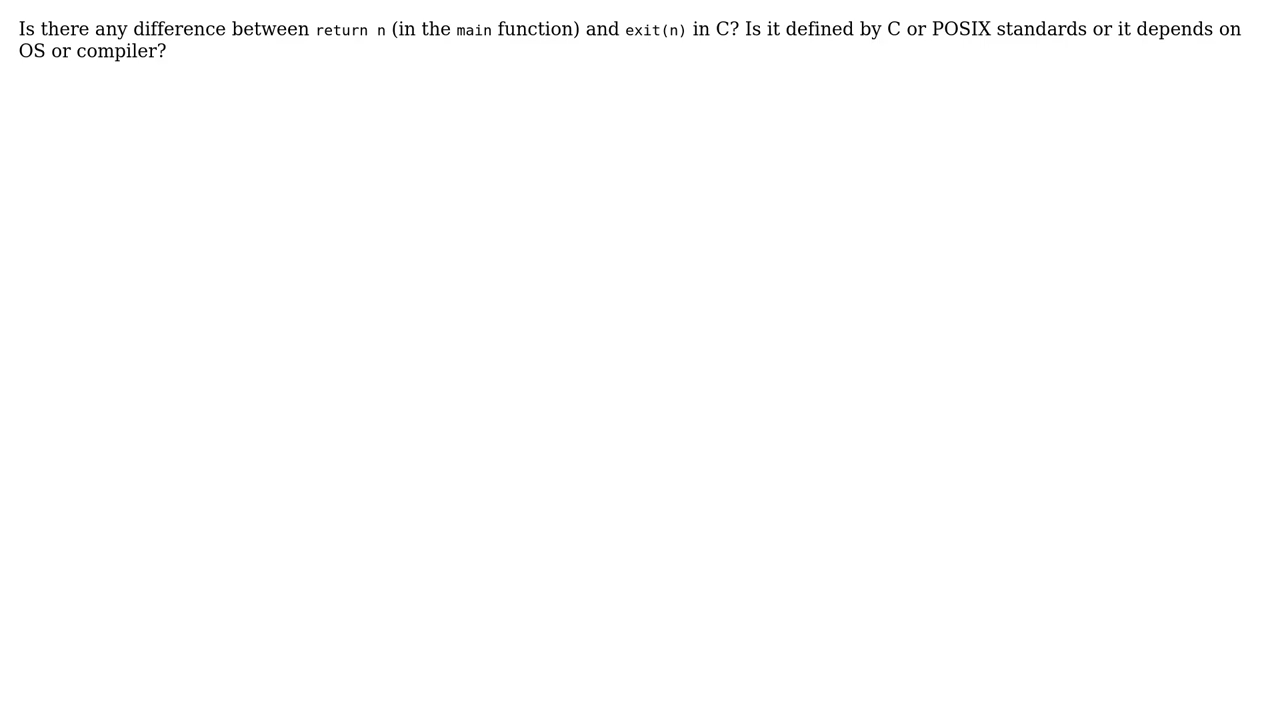 Is there any difference between return n (in the main function) and exit(n) in C? Is it defined by C or POSIX standards or it depends on
OS or compiler?